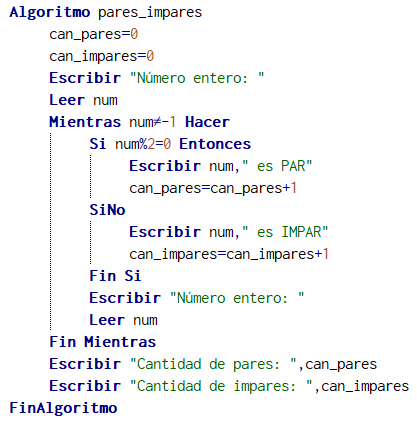 Algoritmo pares_impares
can_pares=0
can_impares=0
Escribir "Número entero: "
Leer num
Mientras num≠-1 Hacer
Si num%2=0 Entonces
Escribir num," es PAR"
can_pares=can_pares+1
SiNo
Escribir num," es IMPAR"
can_impares=can_impares+1
Fin Si
Escribir "Número entero: "
Leer num
Fin Mientras
Escribir "Cantidad de pares: ",can_pares
Escribir "Cantidad de impares: ",can_impares
FinAlgoritmo